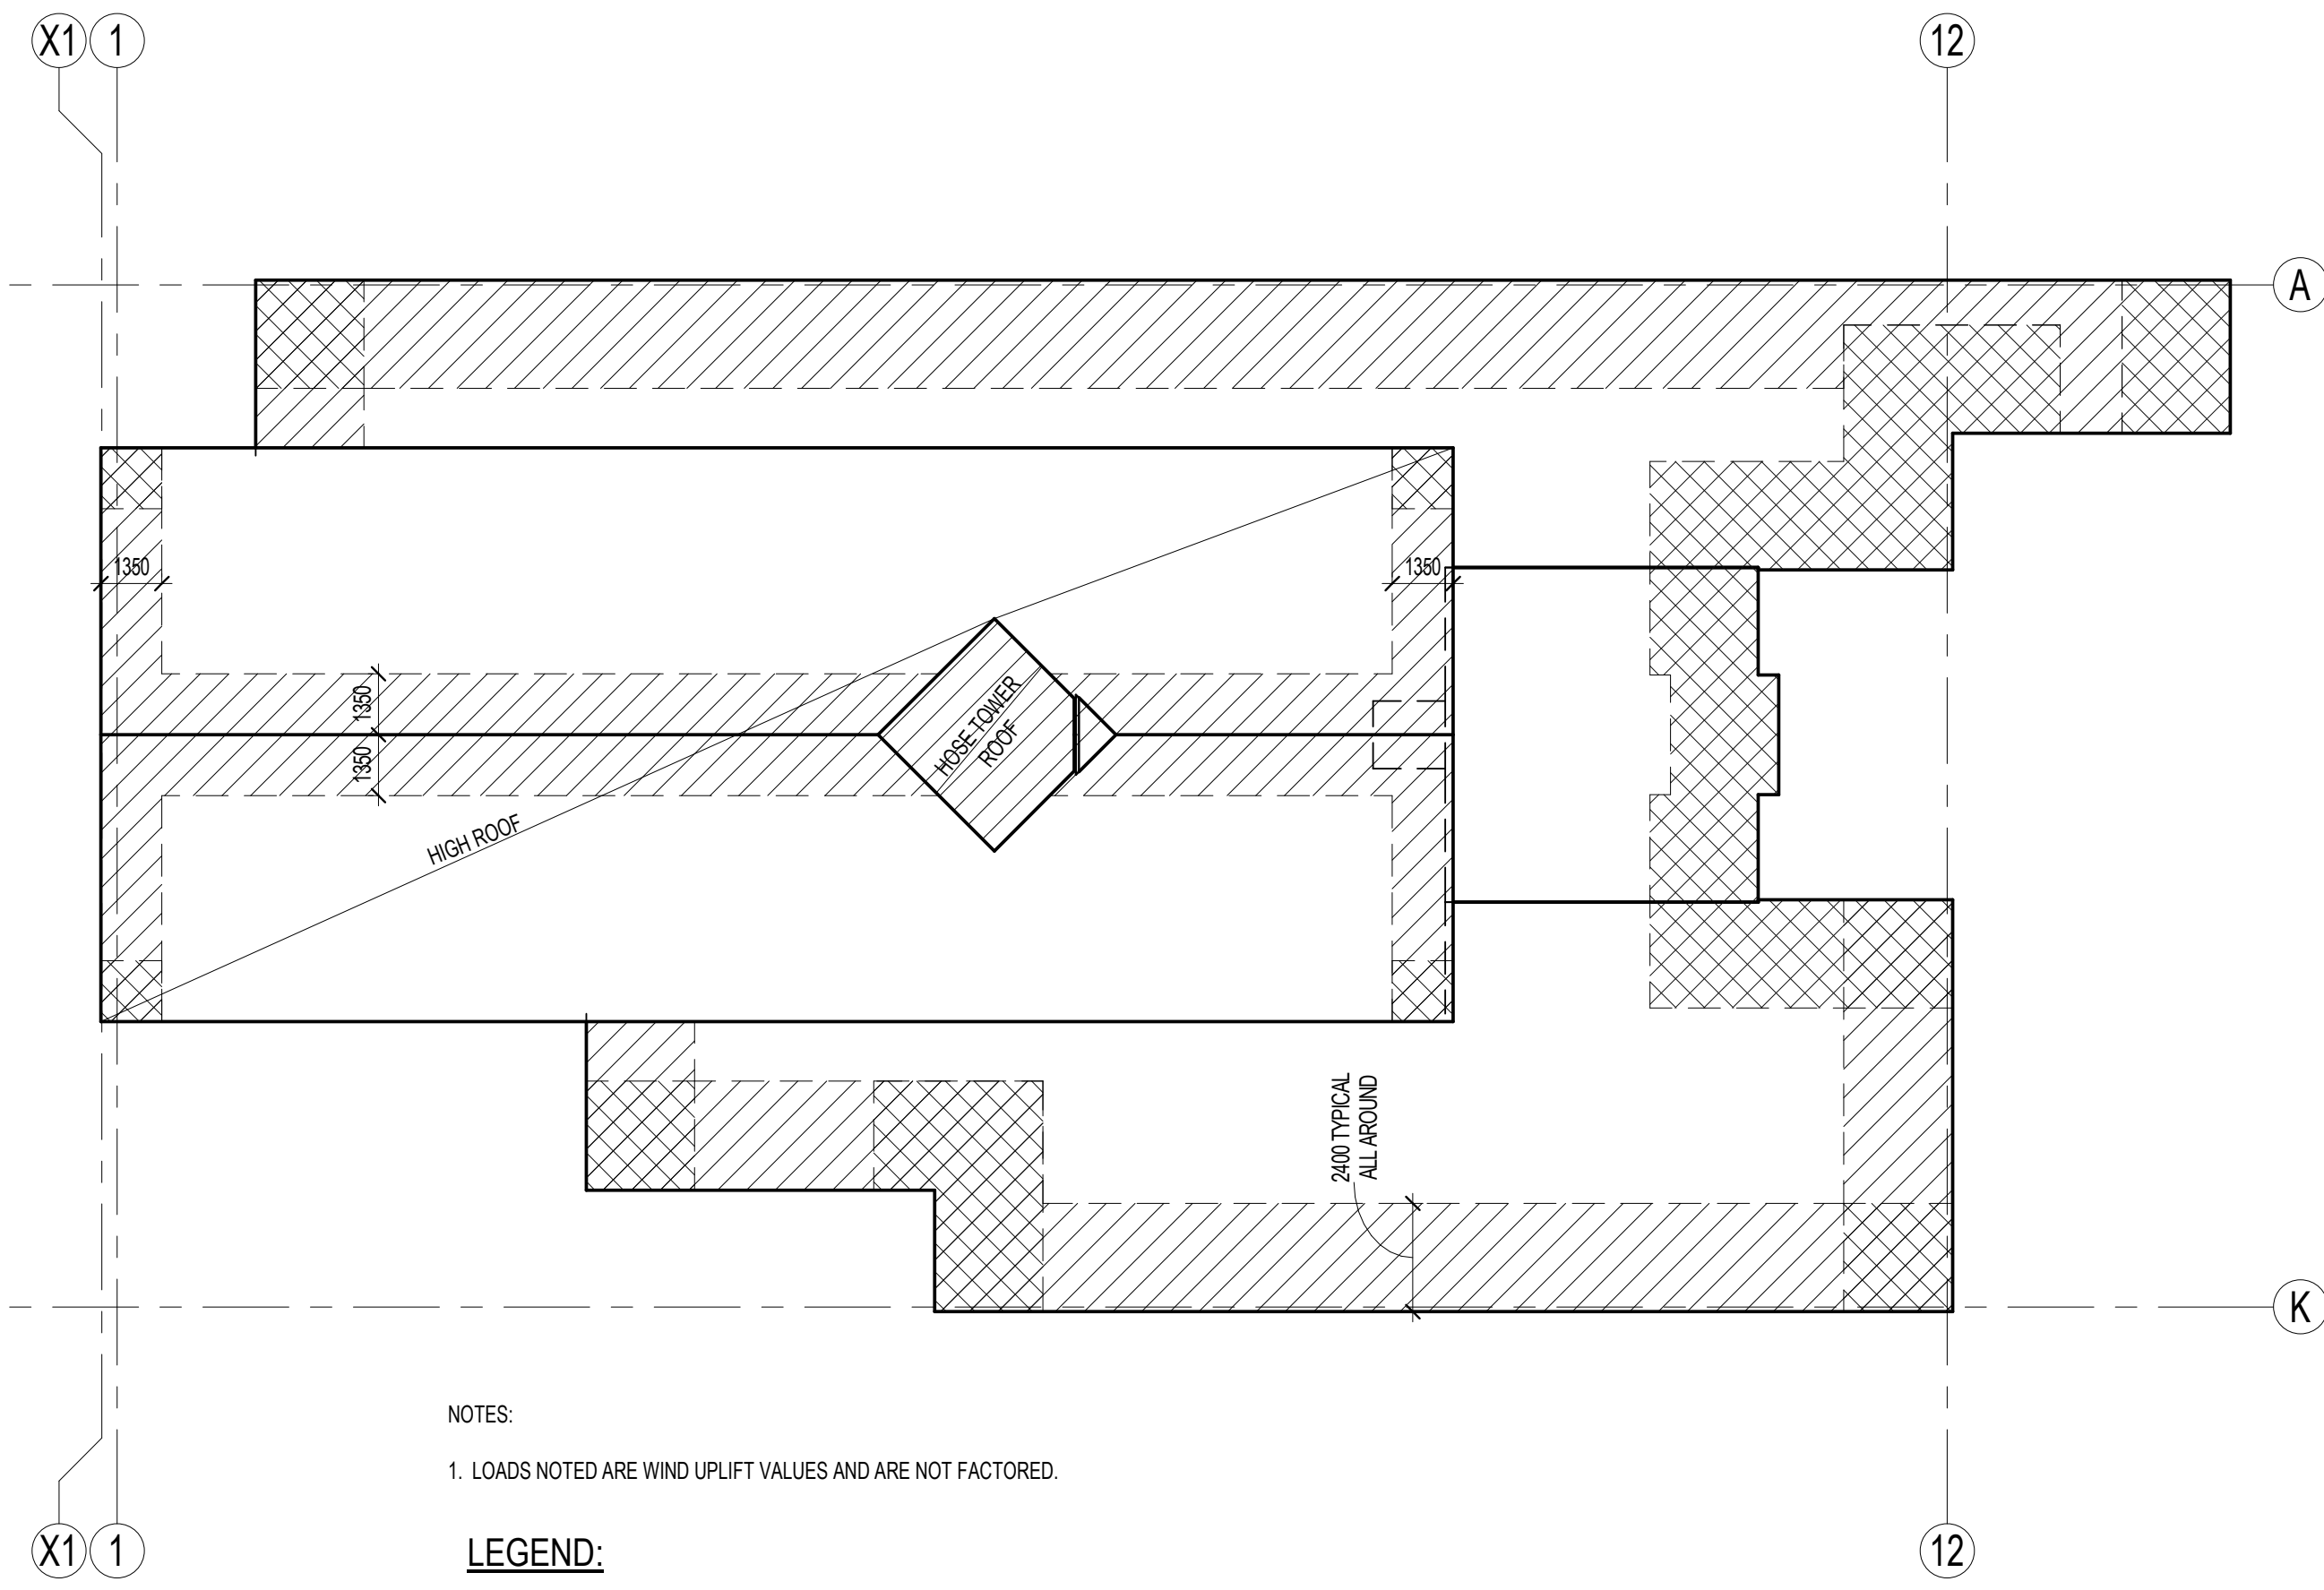 X1 1 12
A
1350 1350
1350
HOSE TOWER
ROOF
1350
HIGH ROOF
2400 TYPICAL
ALL AROUND
K
NOTES:
1. LOADS NOTED ARE WIND UPLIFT VALUES AND ARE NOT FACTORED.
X1 1 12
LEGEND: